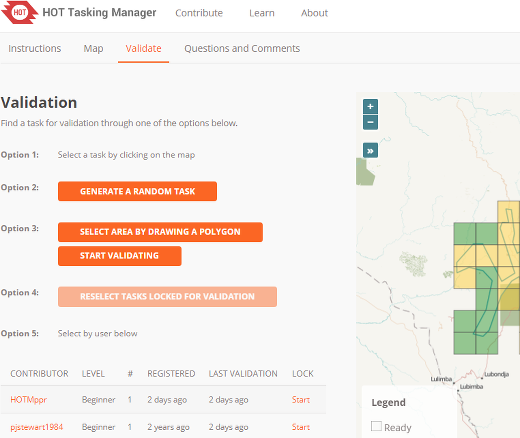 HOT
HOT Tasking Manager
Contribute
Learn
About
Instructions
Map
Validate
Questions and Comments
Validation
Find a task for validation through one of the options below.
Option 1:
Select a task by clicking on the map
Option 2:
GENERATE A RANDOM TASK
Option 3:
SELECT AREA BY DRAWING A POLYGON
START VALIDATING
Option 4:
RESELECT TASKS LOCKED FOR VALIDATION
Option 5:
Select by user below
CONTRIBUTOR LEVEL # REGISTERED LAST VALIDATION LOCK
HOTMppr Beginner 1 2 days ago 2 days ago Start
pjstewart1984 Beginner 1 2 years ago 2 days ago Start
+
−
»
Lulimba
Lubondja
Lubimba
Legend
Ready